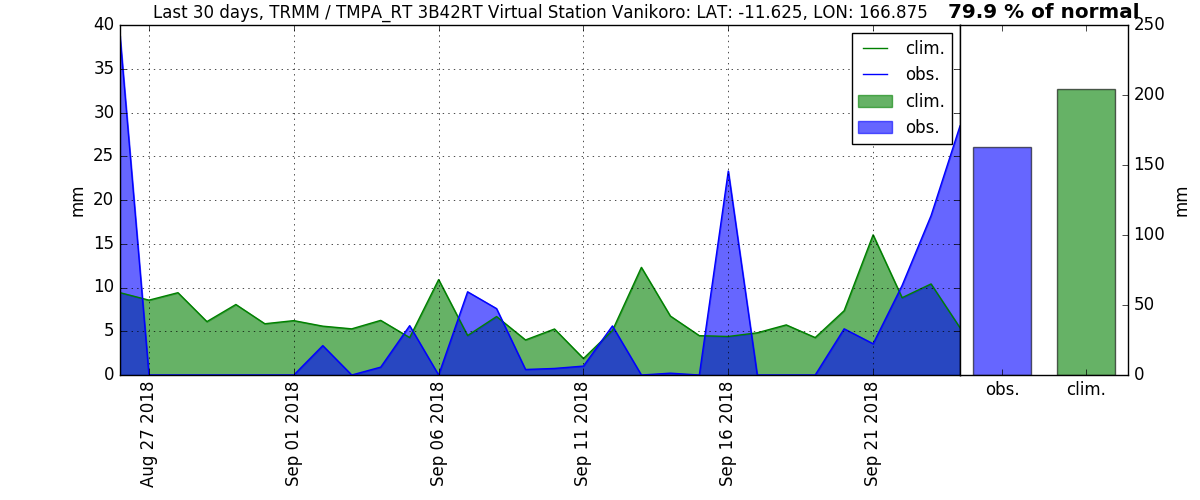 Last 30 days, TRMM / TMPA_RT 3B42RT Virtual Station Vanikoro: LAT: -11.625, LON: 166.875
79.9 % of normal
40
35
30
25
20
15
10
5
0
mm
clim.
obs.
clim.
obs.
Aug 27 2018
Sep 01 2018
Sep 06 2018
Sep 11 2018
Sep 16 2018
Sep 21 2018
250
200
150
100
50
0
mm
obs.
clim.